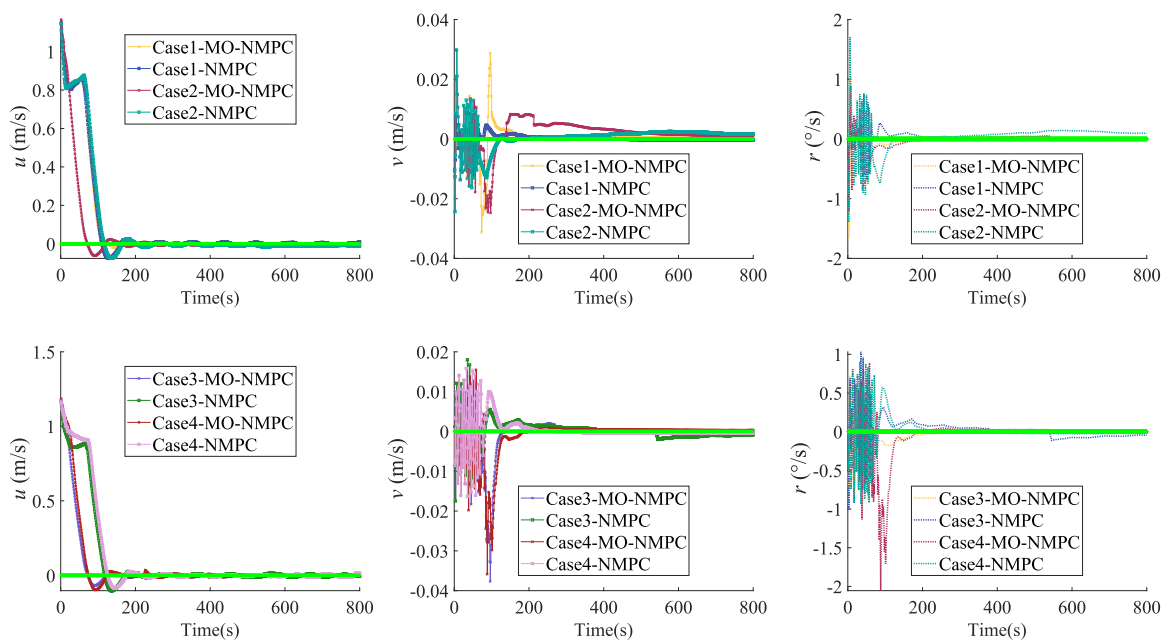 u (m/s)
1
0.8
0.6
0.4
0.2
0
Case1-MO-NMPC
Case1-NMPC
Case2-MO-NMPC
Case2-NMPC
0 200 400 600 800
Time(s)
v (m/s)
0.04
0.02
0
-0.02
-0.04
Case1-MO-NMPC
Case1-NMPC
Case2-MO-NMPC
Case2-NMPC
0 200 400 600 800
Time(s)
r (°/s)
2
1
0
-1
-2
Case1-MO-NMPC
Case1-NMPC
Case2-MO-NMPC
Case2-NMPC
0 200 400 600 800
Time(s)
u (m/s)
1.5
1
0.5
0
Case3-MO-NMPC
Case3-NMPC
Case4-MO-NMPC
Case4-NMPC
0 200 400 600 800
Time(s)
v (m/s)
0.02
0.01
0
-0.01
-0.02
-0.03
-0.04
Case3-MO-NMPC
Case3-NMPC
Case4-MO-NMPC
Case4-NMPC
0 200 400 600 800
Time(s)
r (°/s)
1
0.5
0
-0.5
-1
-1.5
-2
Case3-MO-NMPC
Case3-NMPC
Case4-MO-NMPC
Case4-NMPC
0 200 400 600 800
Time(s)